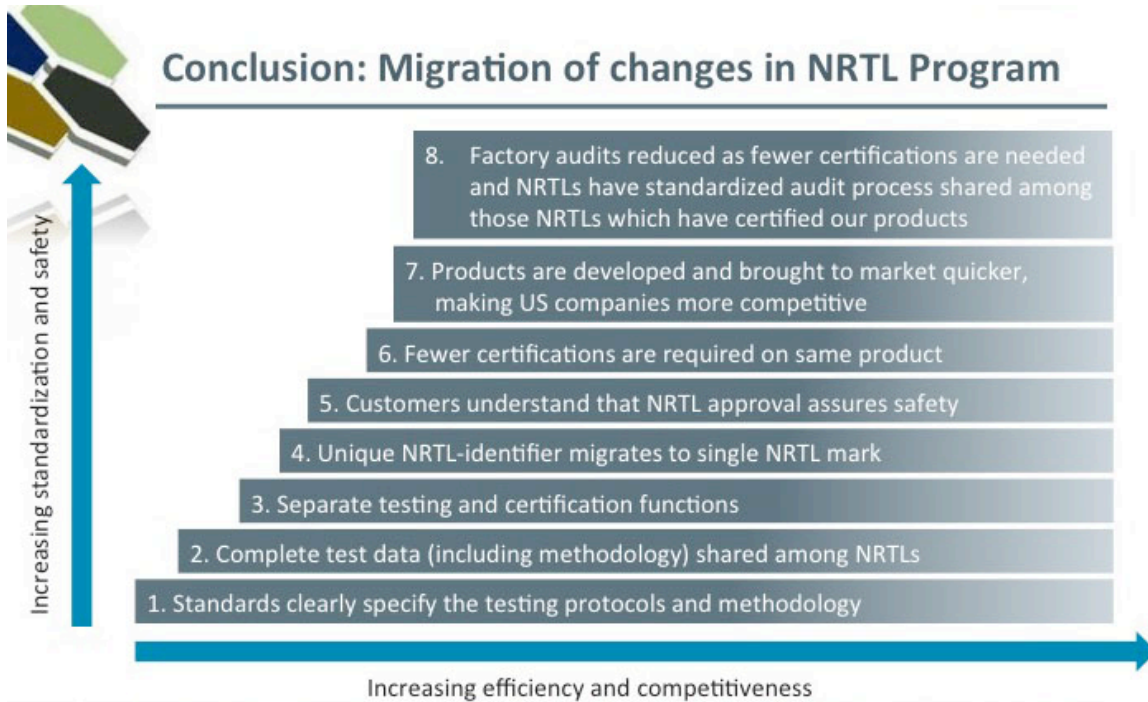 Conclusion: Migration of changes in NRTL Program
8. Factory audits reduced as fewer certifications are needed
and NRTLs have standardized audit process shared among
those NRTLs which have certified our products
7. Products are developed and brought to market quicker,
making US companies more competitive
6. Fewer certifications are required on same product
5. Customers understand that NRTL approval assures safety
4. Unique NRTL-identifier migrates to single NRTL mark
3. Separate testing and certification functions
2. Complete test data (including methodology) shared among NRTLs
1. Standards clearly specify the testing protocols and methodology
Increasing standardization and safety
Increasing efficiency and competitiveness